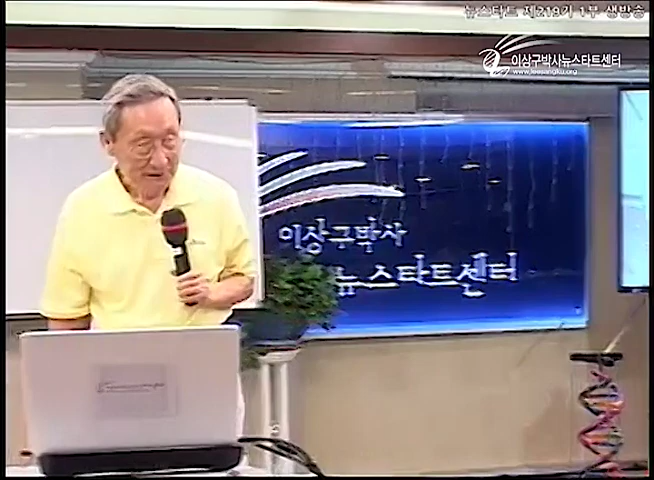 뉴스타트 제219기 1부 생방송
이상구박사뉴스타트센터
www.leesangku.org
이상구박사
뉴스타트센터